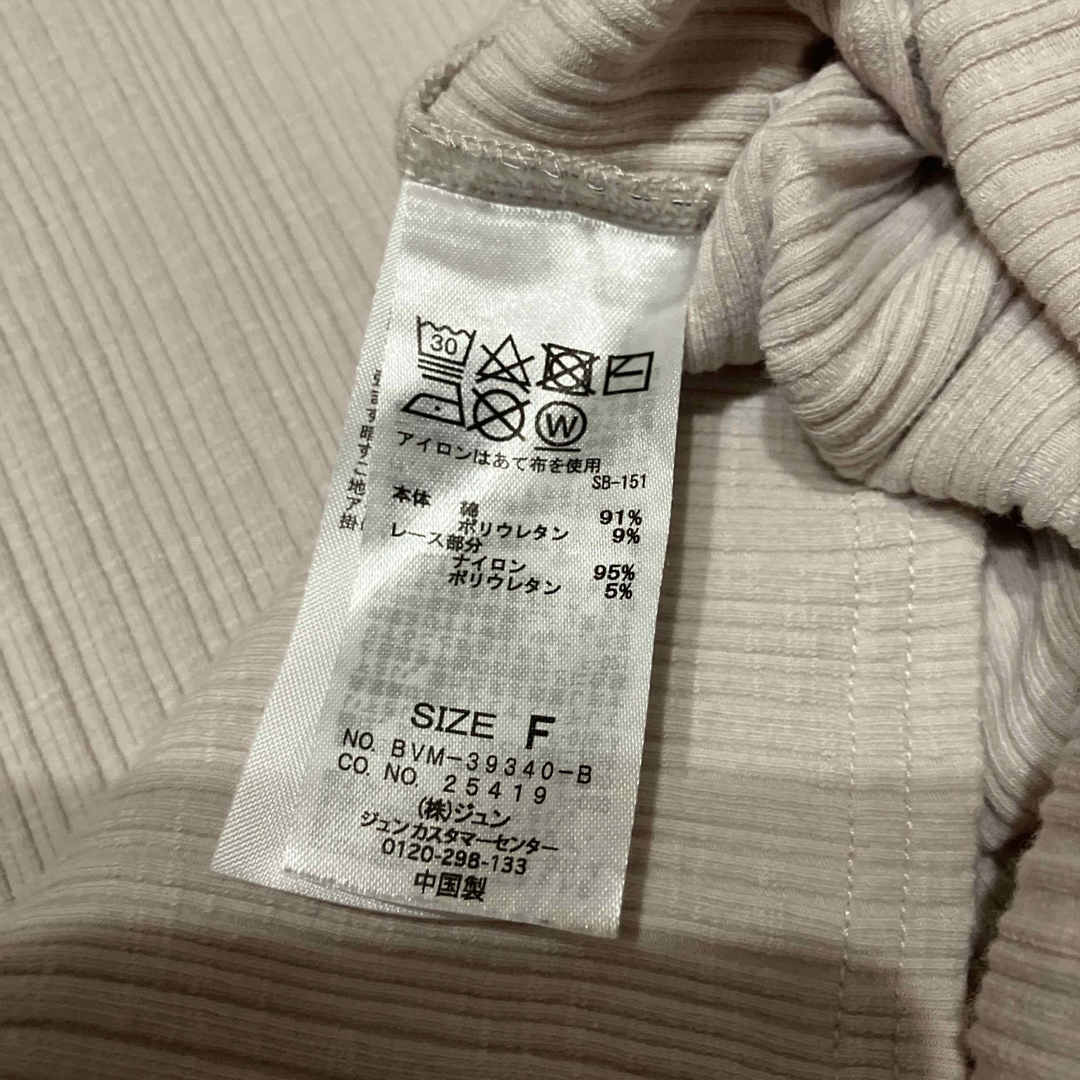 30
W
アイロンはあて布を使用
SB-151
本体 綿 91%
ポリウレタン 9%
レース部分
ナイロン 95%
ポリウレタン 5%
SIZE F
NO. BVM-39340-B
CO. NO. 25419
(株)ジュン
ジュンカスタマーセンター
0120-298-133
中国製